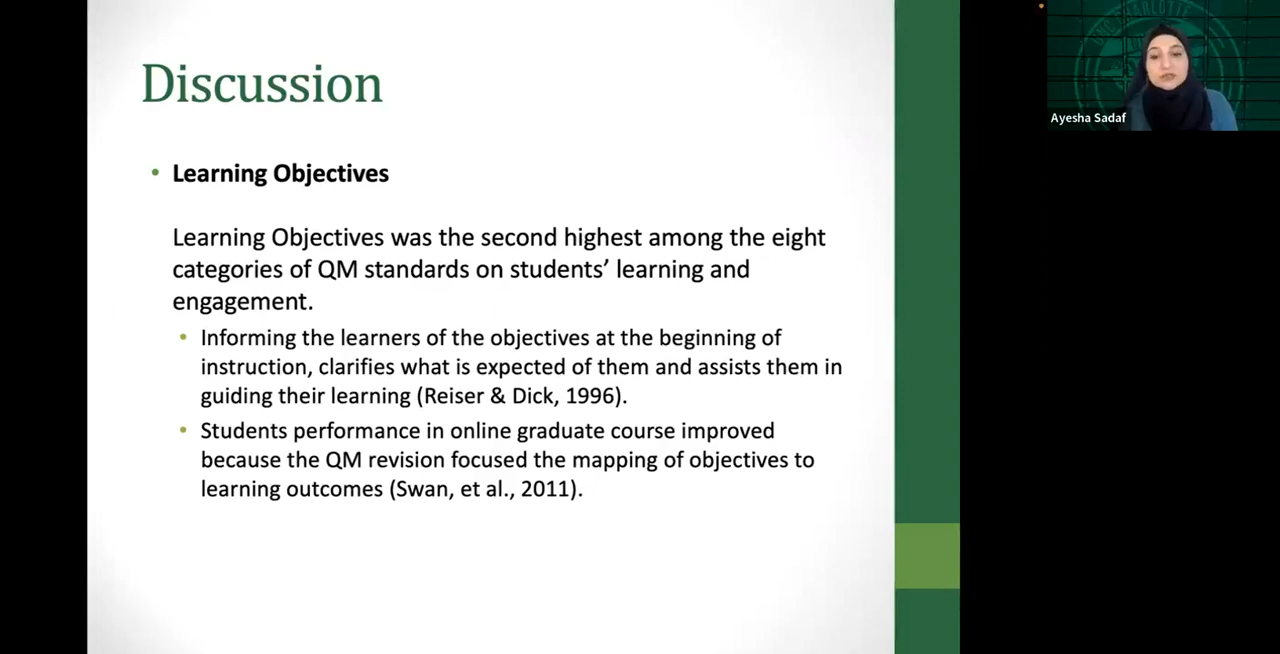 Discussion
• Learning Objectives
Learning Objectives was the second highest among the eight
categories of QM standards on students’ learning and
engagement.
• Informing the learners of the objectives at the beginning of
instruction, clarifies what is expected of them and assists them in
guiding their learning (Reiser & Dick, 1996).
• Students performance in online graduate course improved
because the QM revision focused the mapping of objectives to
learning outcomes (Swan, et al., 2011).
UNC CHARLOTTE
Ayesha Sadaf